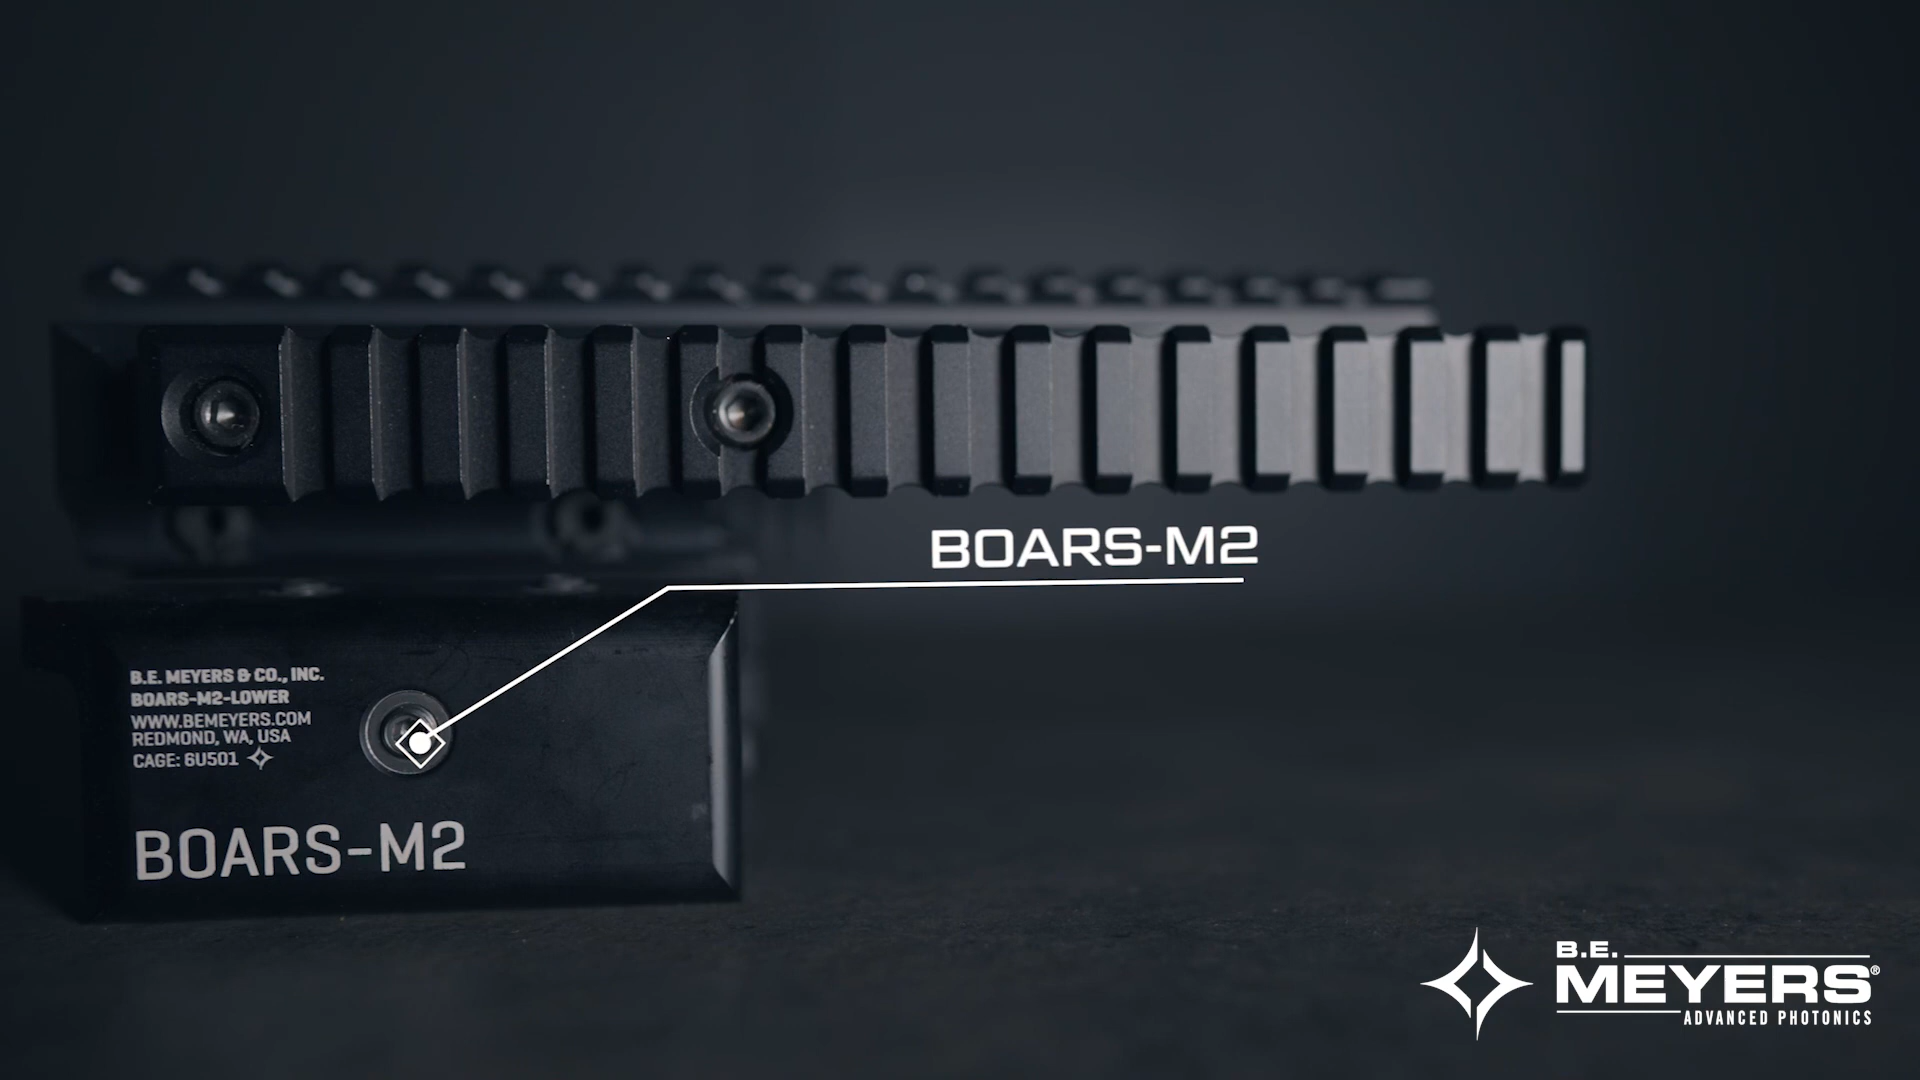 BOARS-M2
B.E. MEYERS & CO., INC.
BOARS-M2-LOWER
WWW.BEMEYERS.COM
REDMOND, WA, USA
CAGE: 6U501
BOARS-M2
B.E.
MEYERS®
ADVANCED PHOTONICS